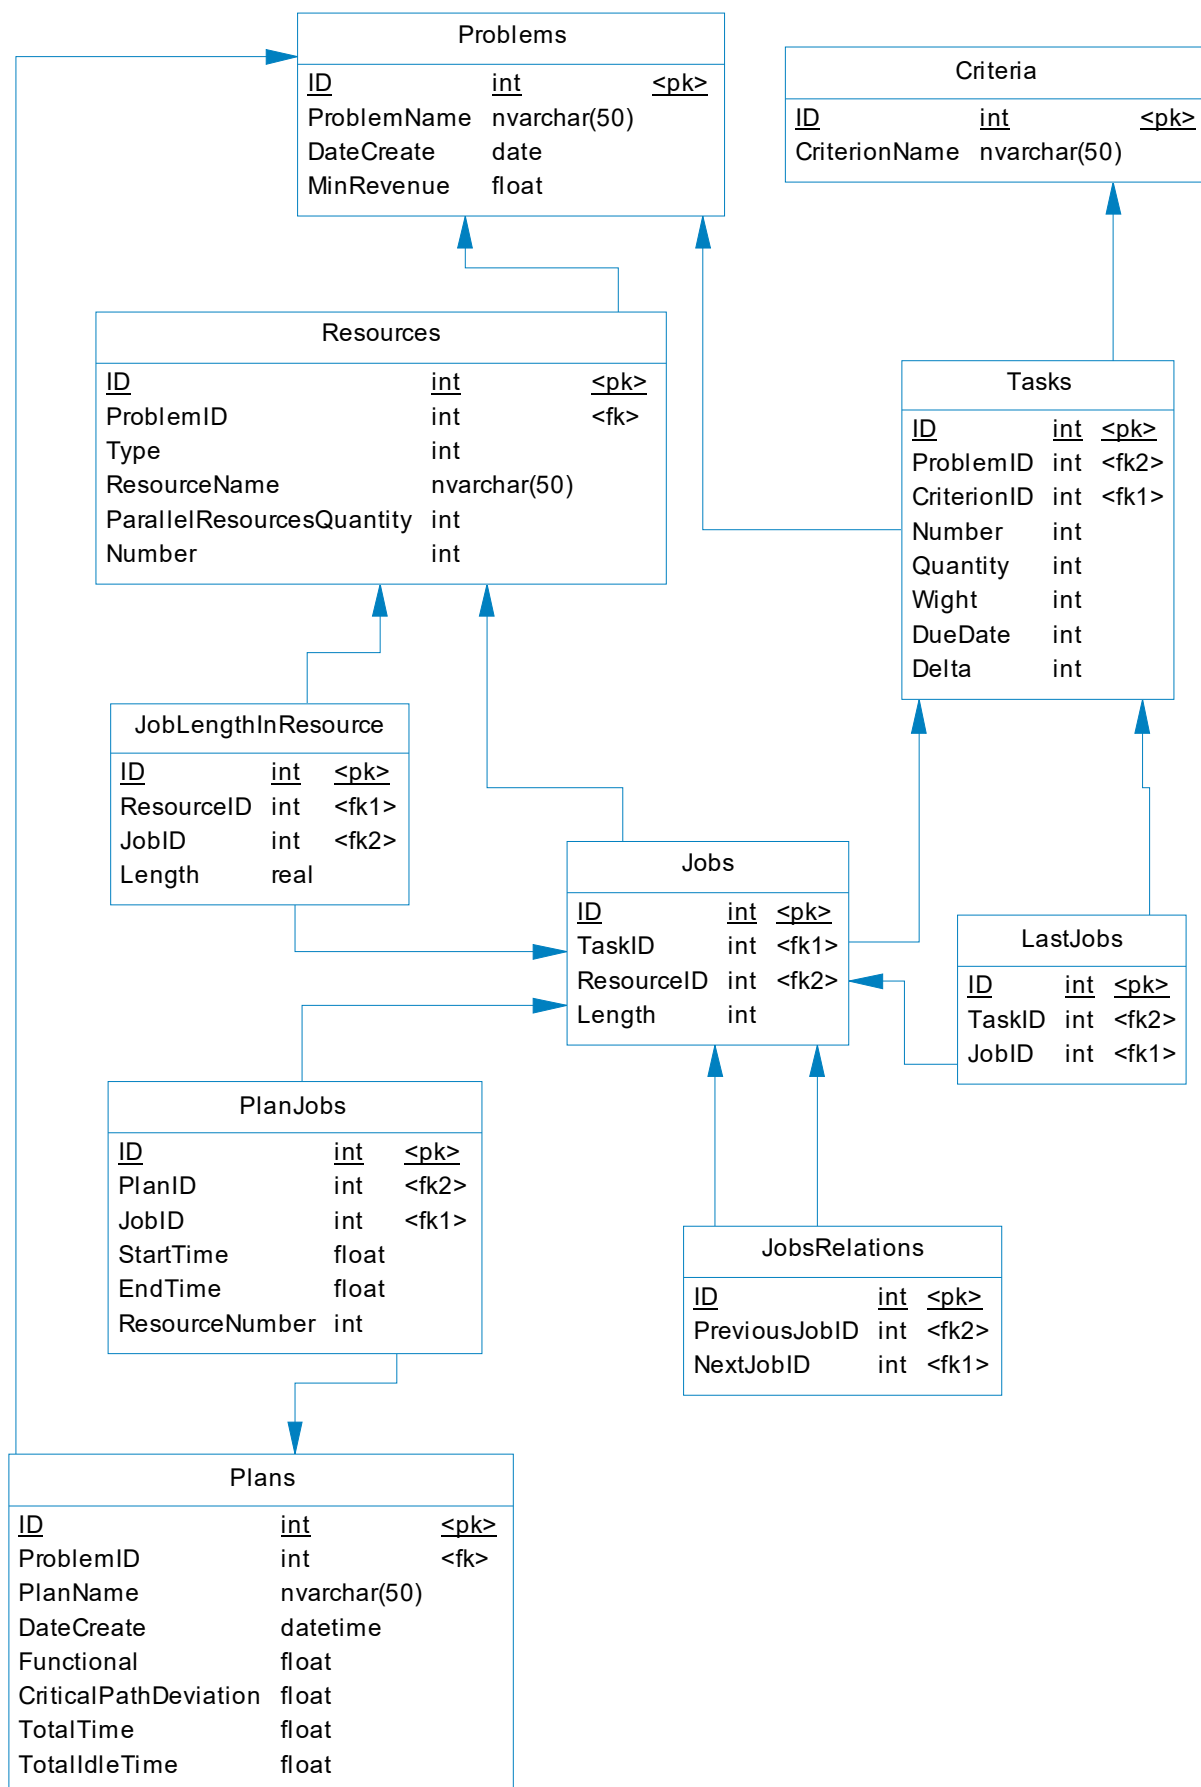 Problems
ID int <pk>
ProblemName nvarchar(50)
DateCreate date
MinRevenue float
Criteria
ID int <pk>
CriterionName nvarchar(50)
Resources
ID int <pk>
ProblemID int <fk>
Type int
ResourceName nvarchar(50)
ParallelResourcesQuantity int
Number int
Tasks
ID int <pk>
ProblemID int <fk2>
CriterionID int <fk1>
Number int
Quantity int
Wight int
DueDate int
Delta int
JobLengthInResource
ID int <pk>
ResourceID int <fk1>
JobID int <fk2>
Length real
Jobs
ID int <pk>
TaskID int <fk1>
ResourceID int <fk2>
Length int
LastJobs
ID int <pk>
TaskID int <fk2>
JobID int <fk1>
PlanJobs
ID int <pk>
PlanID int <fk2>
JobID int <fk1>
StartTime float
EndTime float
ResourceNumber int
JobsRelations
ID int <pk>
PreviousJobID int <fk2>
NextJobID int <fk1>
Plans
ID int <pk>
ProblemID int <fk>
PlanName nvarchar(50)
DateCreate datetime
Functional float
CriticalPathDeviation float
TotalTime float
TotalIdleTime float